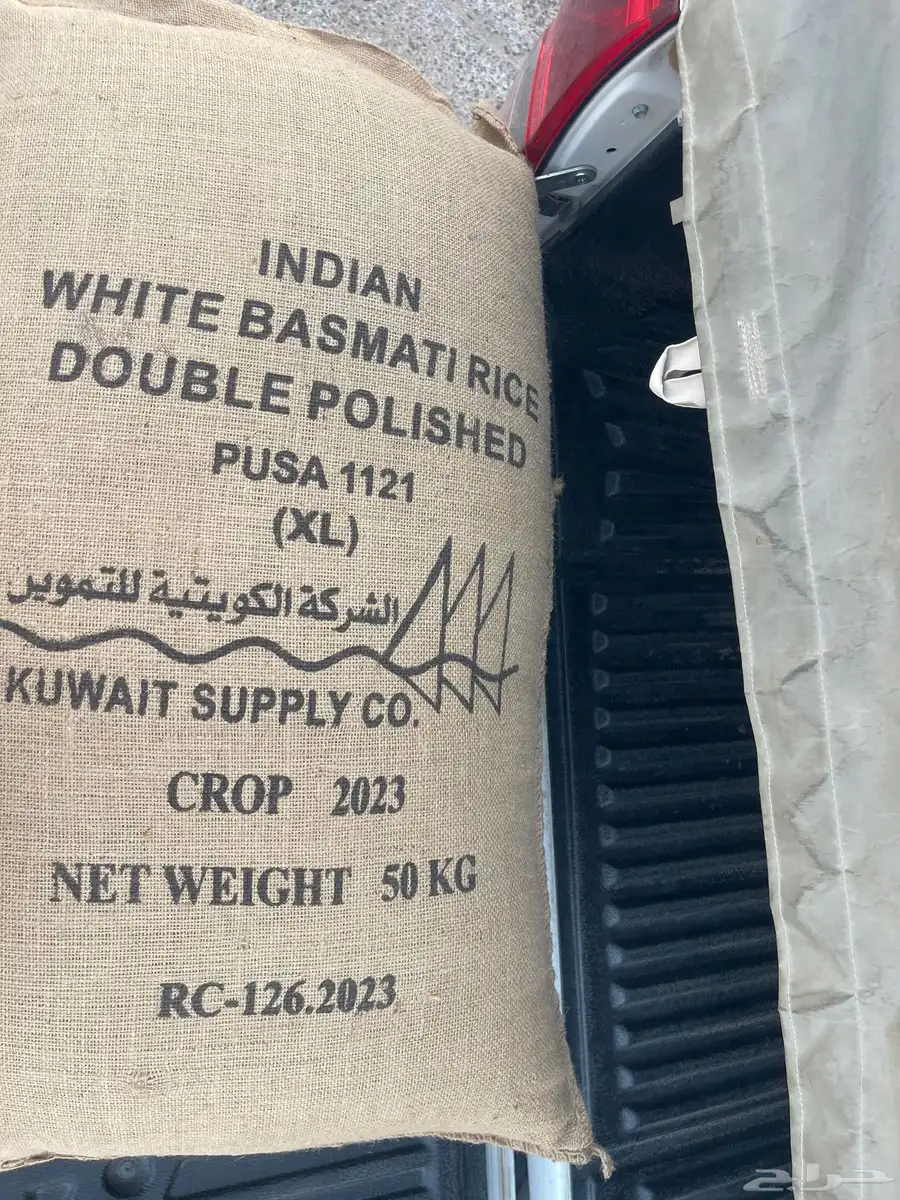 INDIAN
WHITE BASMATI RICE
DOUBLE POLISHED
PUSA 1121
(XL)
الشركة الكويتية للتموين
KUWAIT SUPPLY CO.
CROP 2023
NET WEIGHT 50 KG
RC-126.2023
حراج